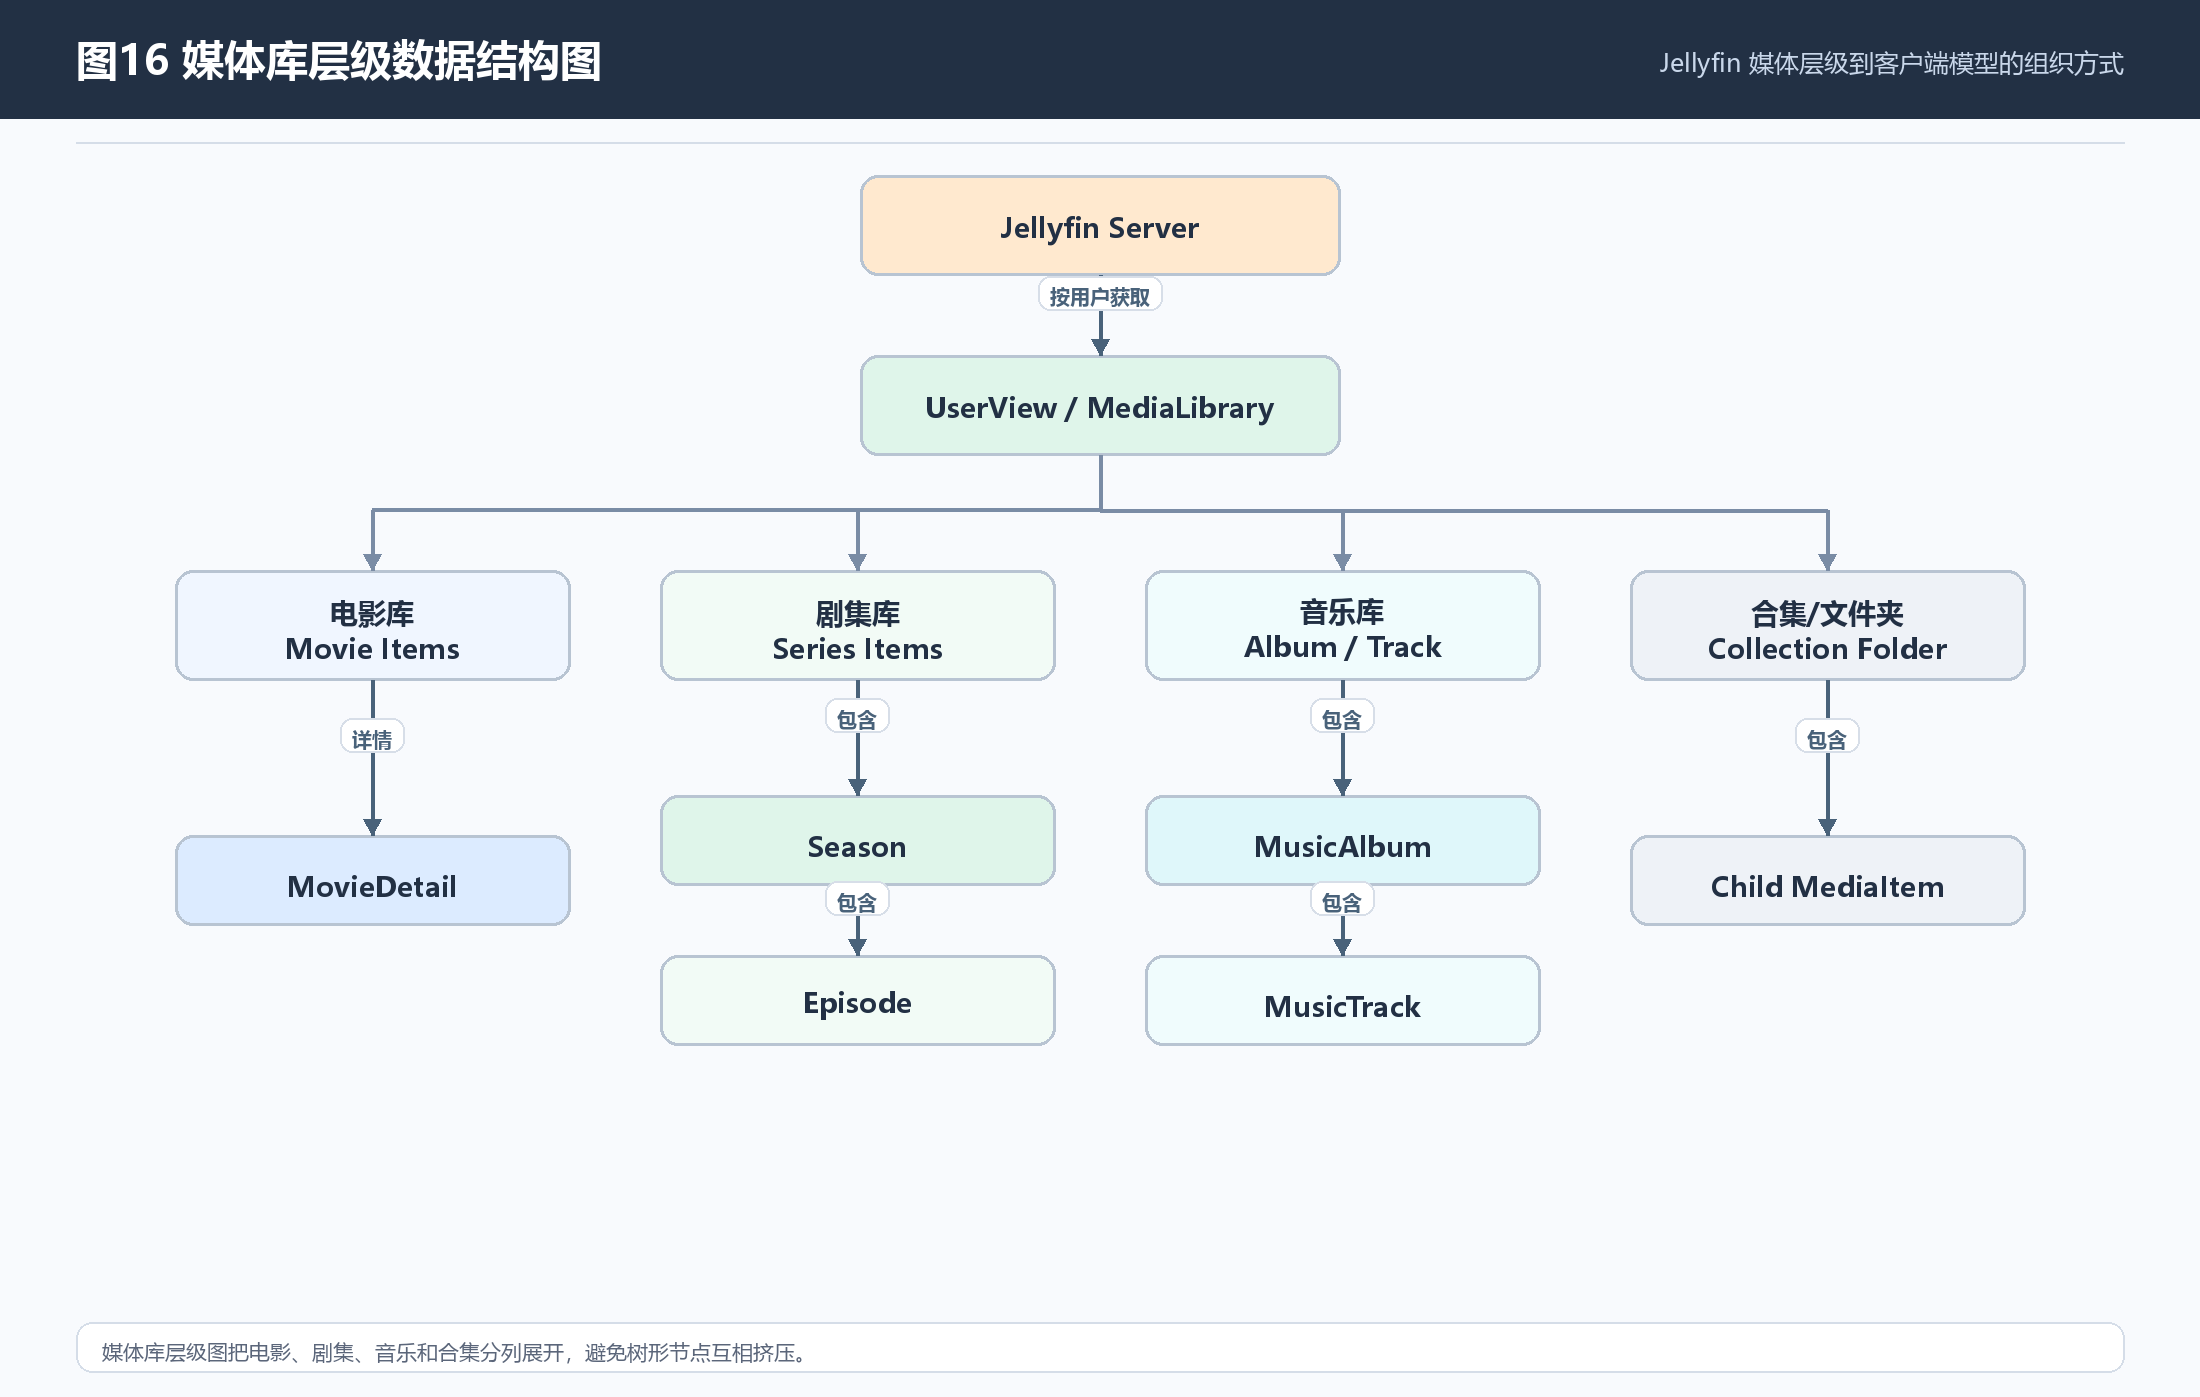 图16 媒体库层级数据结构图
Jellyfin 媒体层级到客户端模型的组织方式
Jellyfin Server
按用户获取
UserView / MediaLibrary
电影库
Movie Items
剧集库
Series Items
音乐库
Album / Track
合集/文件夹
Collection Folder
详情
包含
包含
包含
MovieDetail
Season
MusicAlbum
Child MediaItem
包含
包含
Episode
MusicTrack
媒体库层级图把电影、剧集、音乐和合集分列展开，避免树形节点互相挤压。